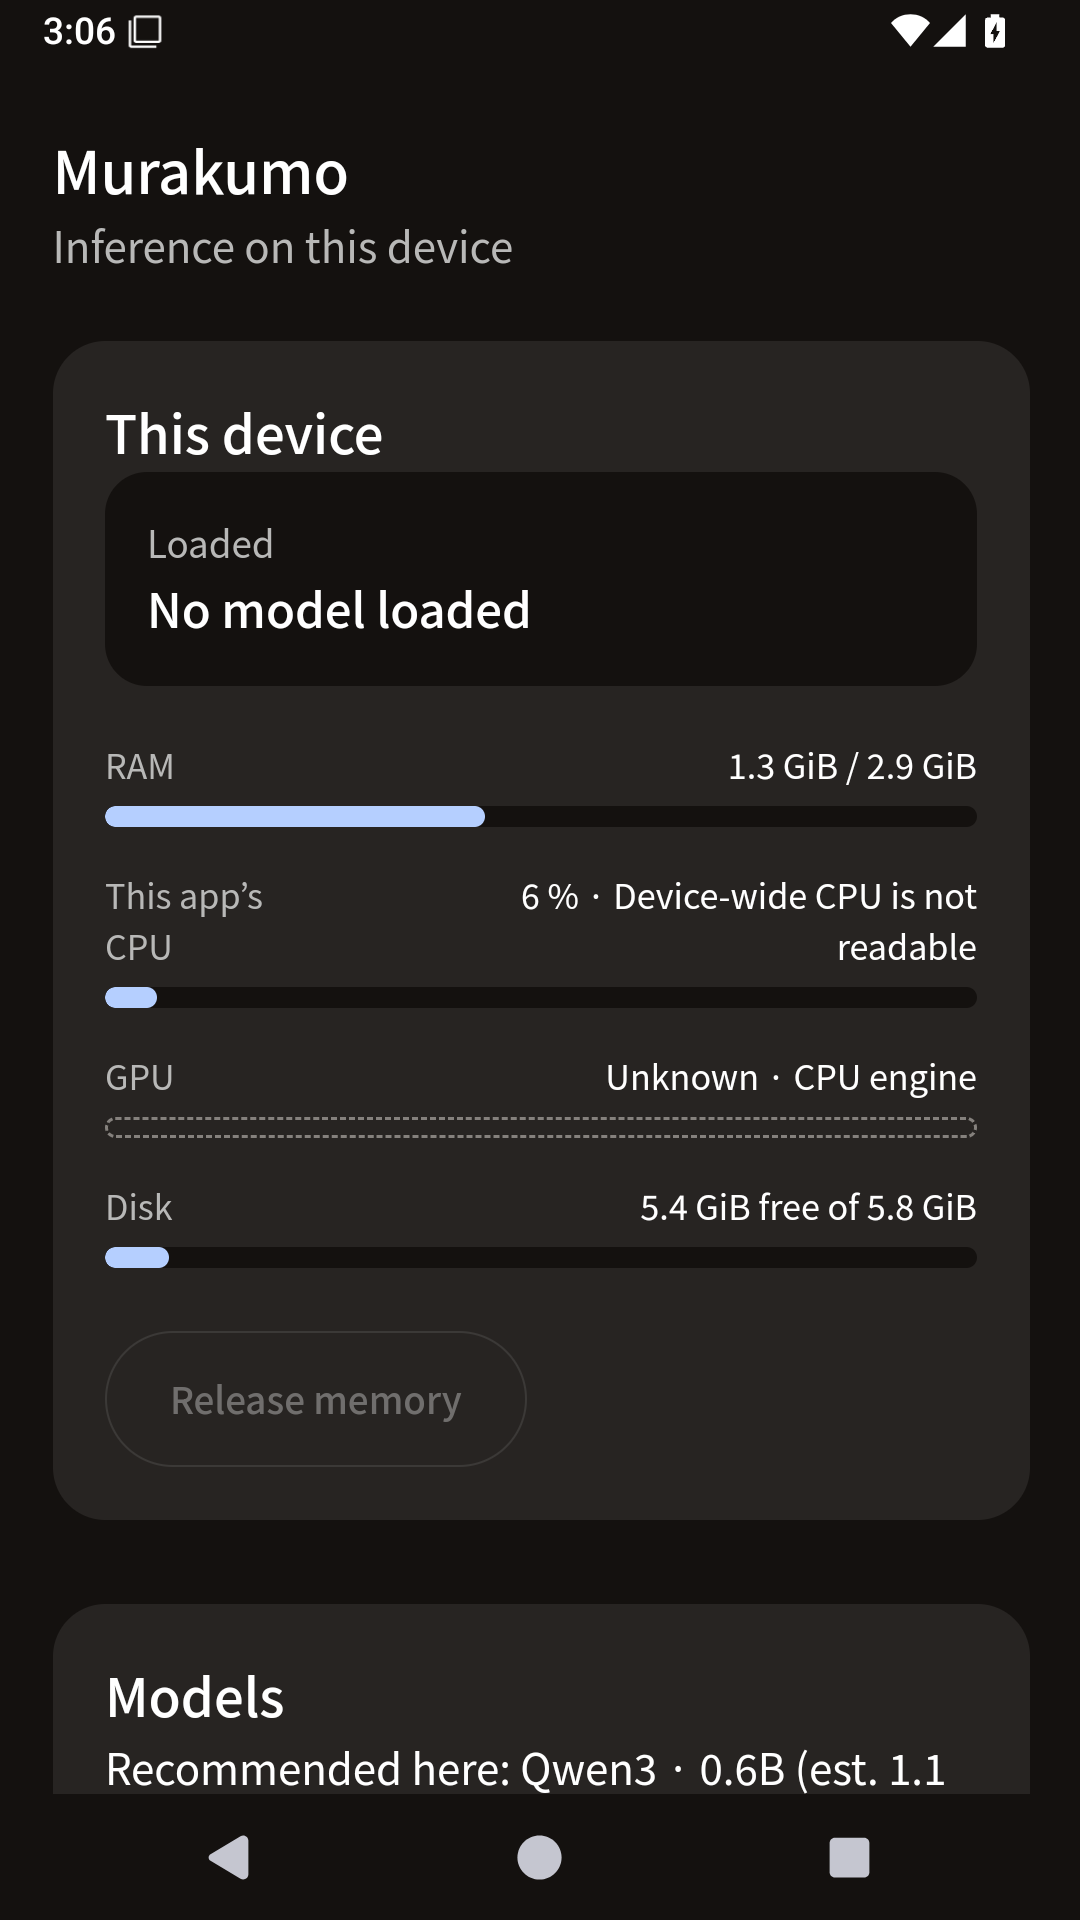 3:06
Murakumo
Inference on this device
This device
Loaded
No model loaded
RAM
1.3 GiB / 2.9 GiB
This app’s CPU
6 % · Device-wide CPU is not readable
GPU
Unknown · CPU engine
Disk
5.4 GiB free of 5.8 GiB
Release memory
Models
Recommended here: Qwen3 · 0.6B (est. 1.1